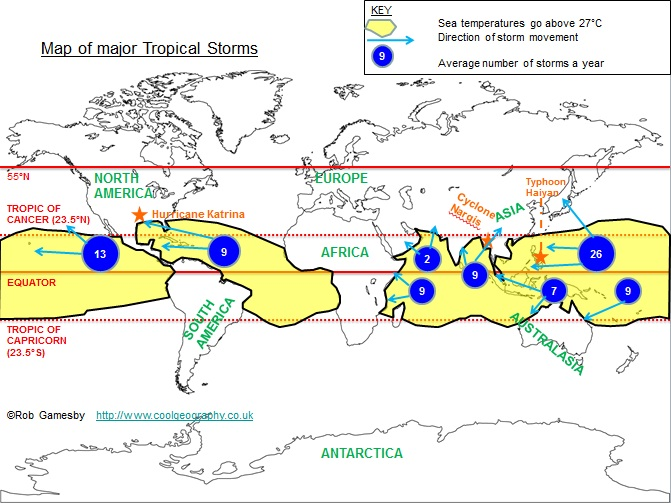 KEY
Sea temperatures go above 27°C
Direction of storm movement
9
Average number of storms a year
Map of major Tropical Storms
55°N
NORTH
AMERICA
EUROPE
Typhoon
Haiyan
TROPIC OF
CANCER (23.5°N)
Hurricane Katrina
Cyclone
Nargis
ASIA
13
9
AFRICA
2
9
26
EQUATOR
9
7
9
SOUTH
AMERICA
TROPIC OF
CAPRICORN
(23.5°S)
AUSTRALASIA
©Rob Gamesby http://www.coolgeography.co.uk
ANTARCTICA